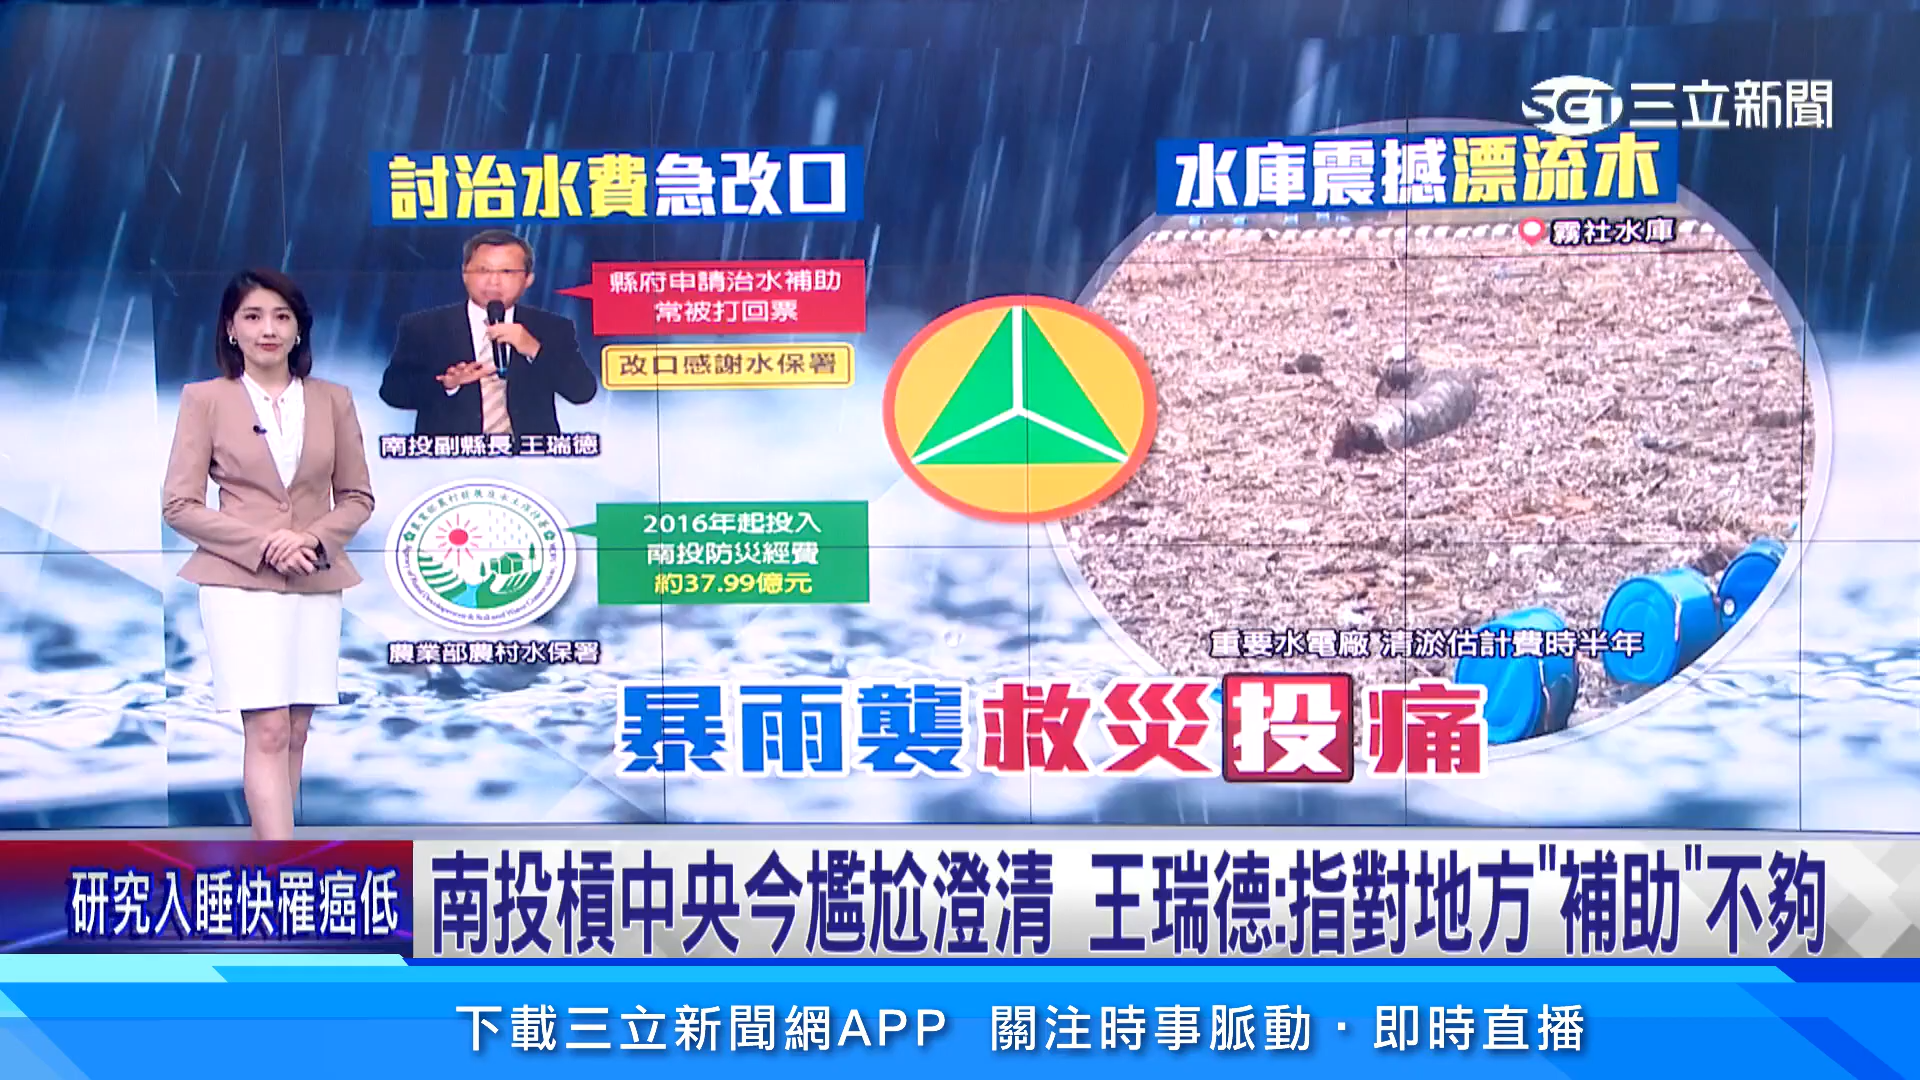 SET三立新聞
討治水費急改口
縣府申請治水補助
常被打回票
改口感謝水保署
南投副縣長 王瑞德
2016年起投入
南投防災經費
約37.99億元
農業部農村水保署
水庫震撼漂流木
霧社水庫
重要水電廠 清淤估計費時半年
暴雨襲救災投痛
研究入睡快罹癌低
南投槓中央今尷尬澄清 王瑞德:指對地方"補助"不夠
下載三立新聞網APP 關注時事脈動・即時直播